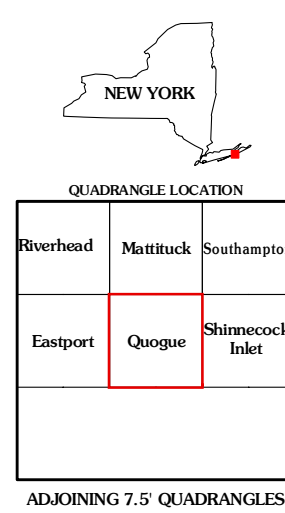 NEW YORK
QUADRANGLE LOCATION
Riverhead Mattituck Southampto
Eastport Quogue Shinnecock
Inlet
ADJOINING 7.5' QUADRANGLES